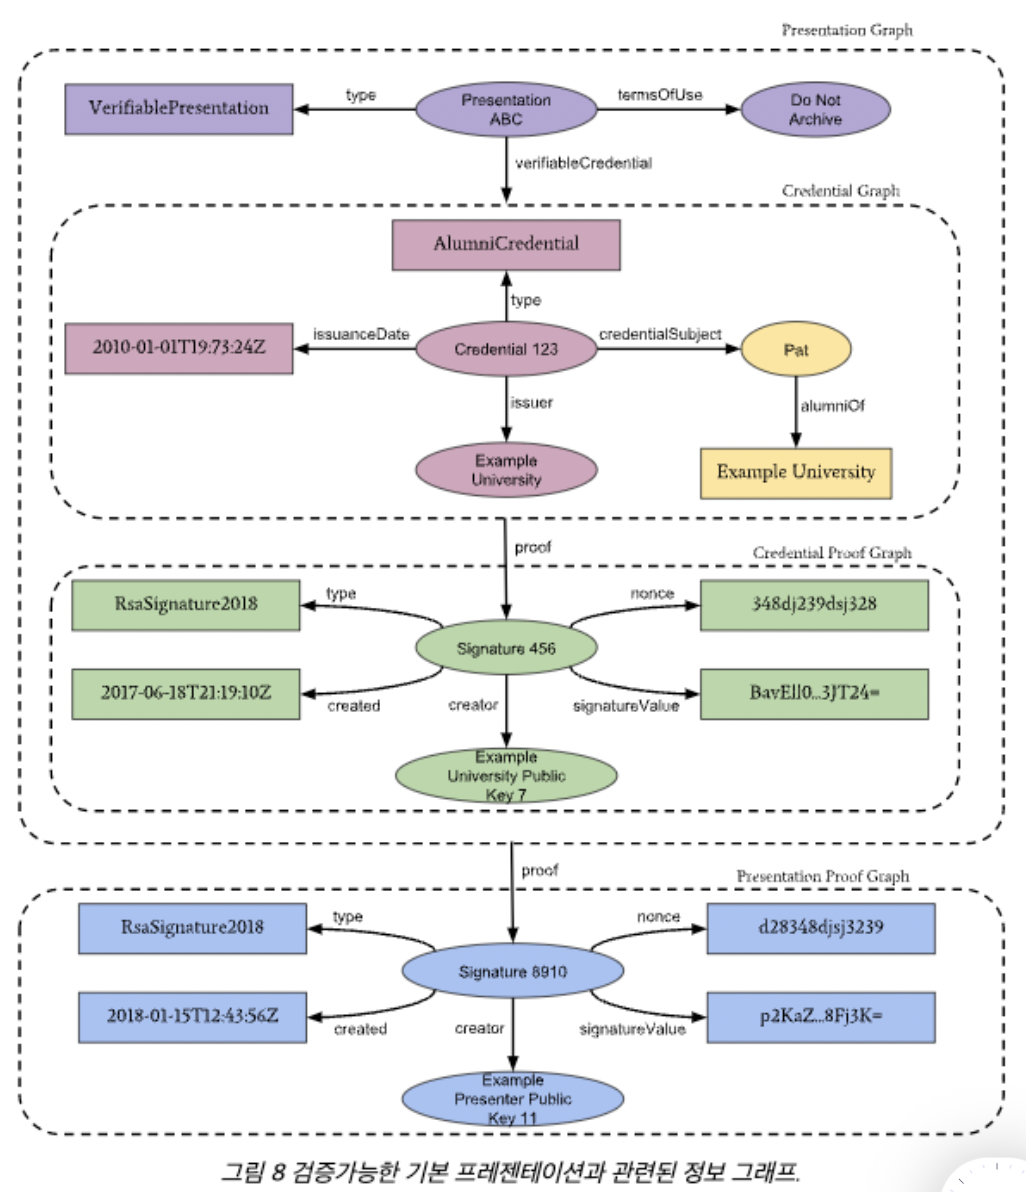 Presentation Graph
VerifiablePresentation
type
Presentation
ABC
termsOfUse
Do Not
Archive
verifiableCredential
Credential Graph
AlumniCredential
type
2010-01-01T19:73:24Z
issuanceDate
Credential 123
credentialSubject
Pat
issuer
alumniOf
Example
University
Example University
proof
Credential Proof Graph
RsaSignature2018
type
nonce
348dj239dsj328
Signature 456
2017-06-18T21:19:10Z
created
creator
signatureValue
BavEll0...3JT24=
Example
University Public
Key 7
proof
Presentation Proof Graph
RsaSignature2018
type
nonce
d28348djsj3239
Signature 8910
2018-01-15T12:43:56Z
created
creator
signatureValue
p2KaZ...8Fj3K=
Example
Presenter Public
Key 11
그림 8 검증가능한 기본 프레젠테이션과 관련된 정보 그래프.